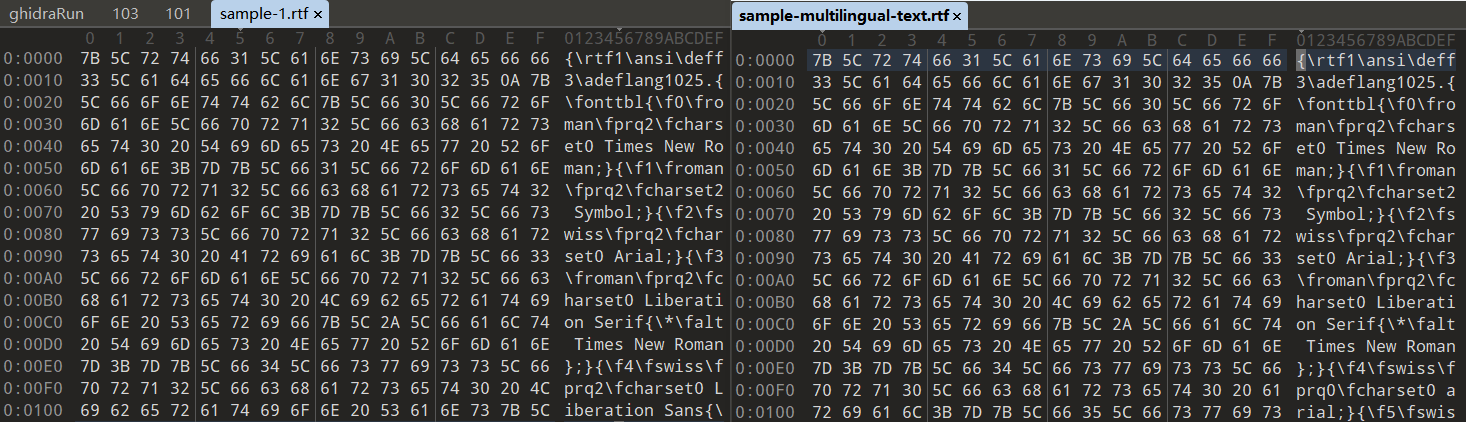 ghidraRun 103 101 sample-1.rtf × sample-multilingual-text.rtf ×
0 1 2 3 4 5 6 7 8 9 A B C D E F 0123456789ABCDEF 0 1 2 3 4 5 6 7 8 9 A B C D E F 0123456789ABCDEF
0:0000 7B 5C 72 74 66 31 5C 61 6E 73 69 5C 64 65 66 66 {\rtf1\ansi\deff 0:0000 7B 5C 72 74 66 31 5C 61 6E 73 69 5C 64 65 66 66 {\rtf1\ansi\deff
0:0010 33 5C 61 64 65 66 6C 61 6E 67 31 30 32 35 0A 7B 3\adeflang1025.{ 0:0010 33 5C 61 64 65 66 6C 61 6E 67 31 30 32 35 0A 7B 3\adeflang1025.{
0:0020 5C 66 6F 6E 74 74 62 6C 7B 5C 66 30 5C 66 72 6F \fonttbl{\f0\fro 0:0020 5C 66 6F 6E 74 74 62 6C 7B 5C 66 30 5C 66 72 6F \fonttbl{\f0\fro
0:0030 6D 61 6E 5C 66 70 72 71 32 5C 66 63 68 61 72 73 man\fprq2\fchars 0:0030 6D 61 6E 5C 66 70 72 71 32 5C 66 63 68 61 72 73 man\fprq2\fchars
0:0040 65 74 30 20 54 69 6D 65 73 20 4E 65 77 20 52 6F et0 Times New Ro 0:0040 65 74 30 20 54 69 6D 65 73 20 4E 65 77 20 52 6F et0 Times New Ro
0:0050 6D 61 6E 3B 7D 7B 5C 66 31 5C 66 72 6F 6D 61 6E man;}{\f1\froman 0:0050 6D 61 6E 3B 7D 7B 5C 66 31 5C 66 72 6F 6D 61 6E man;}{\f1\froman
0:0060 5C 66 70 72 71 32 5C 66 63 68 61 72 73 65 74 32 \fprq2\fcharset2 0:0060 5C 66 70 72 71 32 5C 66 63 68 61 72 73 65 74 32 \fprq2\fcharset2
0:0070 20 53 79 6D 62 6F 6C 3B 7D 7B 5C 66 32 5C 66 73 Symbol;}{\f2\fs 0:0070 20 53 79 6D 62 6F 6C 3B 7D 7B 5C 66 32 5C 66 73 Symbol;}{\f2\fs
0:0080 77 69 73 73 5C 66 70 72 71 32 5C 66 63 68 61 72 wiss\fprq2\fchar 0:0080 77 69 73 73 5C 66 70 72 71 32 5C 66 63 68 61 72 wiss\fprq2\fchar
0:0090 73 65 74 30 20 41 72 69 61 6C 3B 7D 7B 5C 66 33 set0 Arial;}{\f3 0:0090 73 65 74 30 20 41 72 69 61 6C 3B 7D 7B 5C 66 33 set0 Arial;}{\f3
0:00A0 5C 66 72 6F 6D 61 6E 5C 66 70 72 71 32 5C 66 63 \froman\fprq2\fc 0:00A0 5C 66 72 6F 6D 61 6E 5C 66 70 72 71 32 5C 66 63 \froman\fprq2\fc
0:00B0 68 61 72 73 65 74 30 20 4C 69 62 65 72 61 74 69 charset0 Liberati 0:00B0 68 61 72 73 65 74 30 20 4C 69 62 65 72 61 74 69 charset0 Liberati
0:00C0 6F 6E 20 53 65 72 69 66 7B 5C 2A 5C 66 61 6C 74 on Serif{\*\falt 0:00C0 6F 6E 20 53 65 72 69 66 7B 5C 2A 5C 66 61 6C 74 on Serif{\*\falt
0:00D0 20 54 69 6D 65 73 20 4E 65 77 20 52 6F 6D 61 6E Times New Roman 0:00D0 20 54 69 6D 65 73 20 4E 65 77 20 52 6F 6D 61 6E Times New Roman
0:00E0 7D 3B 7D 7B 5C 66 34 5C 66 73 77 69 73 73 5C 66 };}{\f4\fswiss\f 0:00E0 7D 3B 7D 7B 5C 66 34 5C 66 73 77 69 73 73 5C 66 };}{\f4\fswiss\f
0:00F0 70 72 71 32 5C 66 63 68 61 72 73 65 74 30 20 4C prq2\fcharset0 L 0:00F0 70 72 71 30 5C 66 63 68 61 72 73 65 74 30 20 61 prq0\fcharset0 a
0:0100 69 62 65 72 61 74 69 6F 6E 20 53 61 6E 73 7B 5C iberation Sans{\ 0:0100 72 69 61 6C 3B 7D 7B 5C 66 35 5C 66 73 77 69 73 rial;}{\f5\fswis